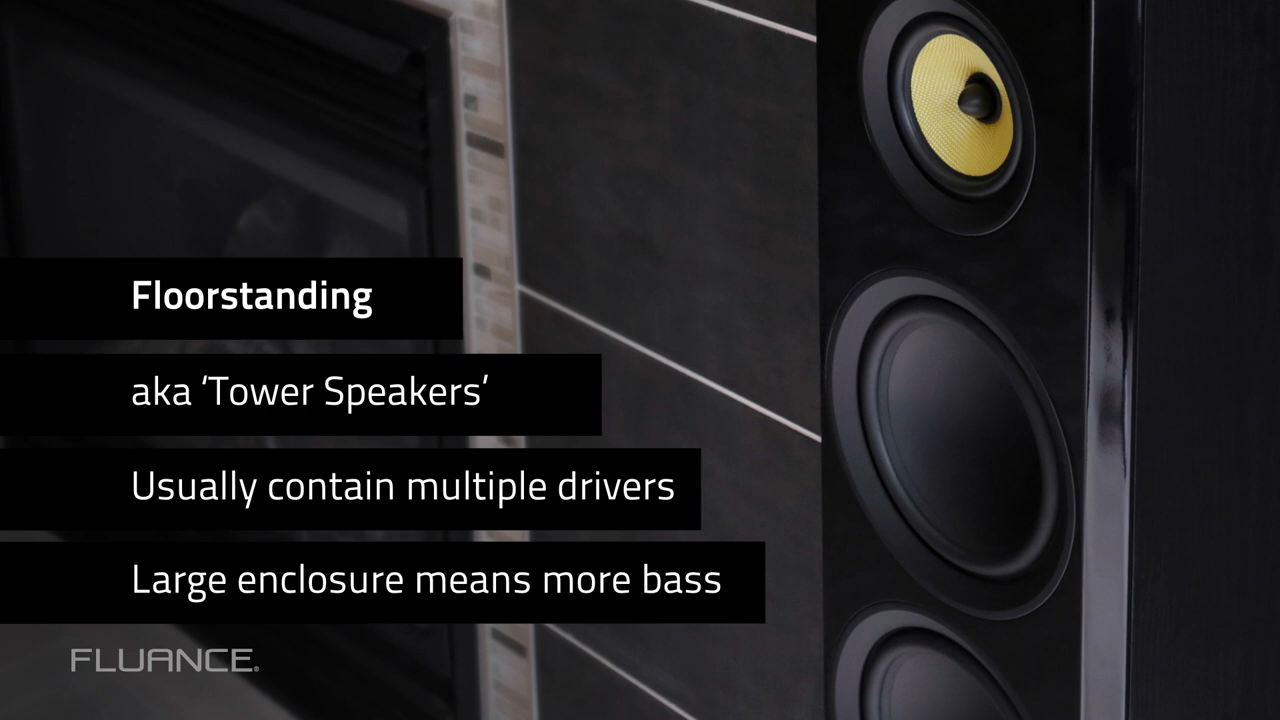 Floorstanding
aka ‘Tower Speakers’
Usually contain multiple drivers
Large enclosure means more bass
FLUANCE®